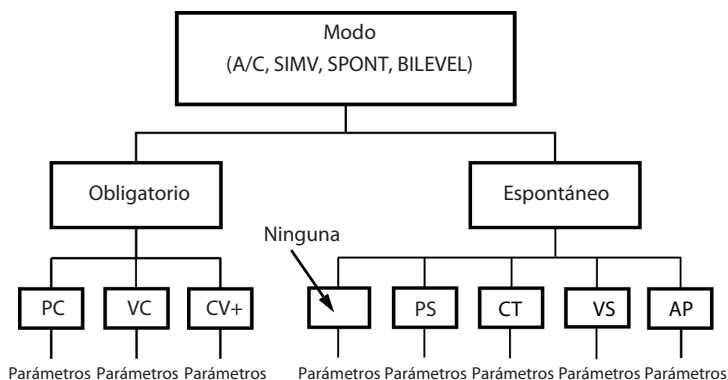 Modo
(A/C, SIMV, SPONT, BILEVEL)
Obligatorio
Espontáneo
Ninguna
PC
VC
CV+
PS
CT
VS
AP
Parámetros Parámetros Parámetros Parámetros Parámetros Parámetros Parámetros Parámetros